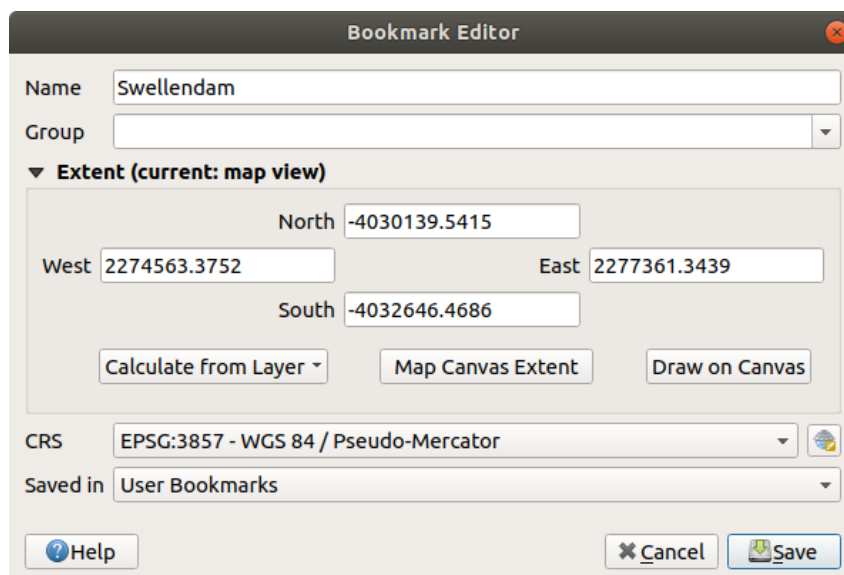 Bookmark Editor
Name Swellendam
Group
Extent (current: map view)
North -4030139.5415
West 2274563.3752 East 2277361.3439
South -4032646.4686
Calculate from Layer Map Canvas Extent Draw on Canvas
CRS EPSG:3857 - WGS 84 / Pseudo-Mercator
Saved in User Bookmarks
Help Cancel Save